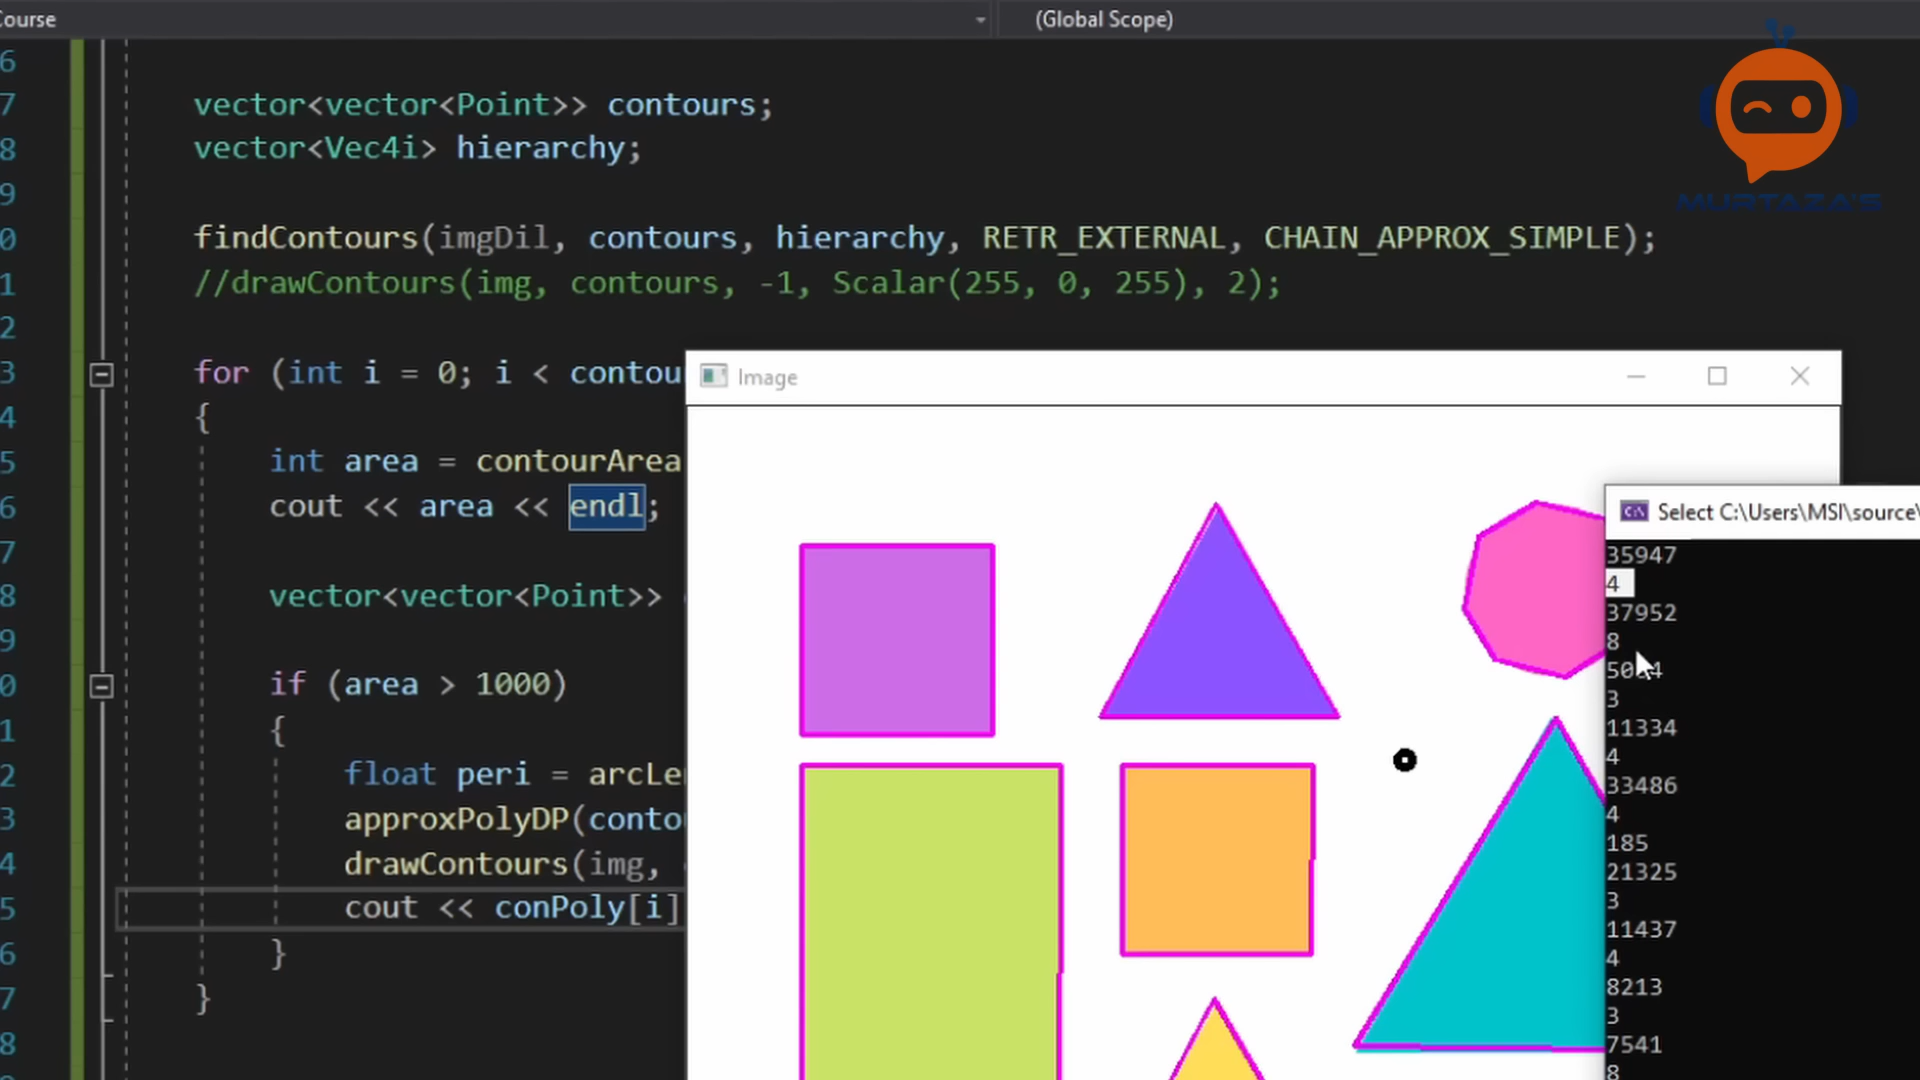 Course
(Global Scope)
MURTAZA'S
6
7 vector<vector<Point>> contours;
8 vector<Vec4i> hierarchy;
9
0 findContours(imgDil, contours, hierarchy, RETR_EXTERNAL, CHAIN_APPROX_SIMPLE);
1 //drawContours(img, contours, -1, Scalar(255, 0, 255), 2);
2
3 for (int i = 0; i < contou
4 {
5 int area = contourArea
6 cout << area << endl;
7
8 vector<vector<Point>>
9
0 if (area > 1000)
1 {
2 float peri = arcLe
3 approxPolyDP(conto
4 drawContours(img,
5 cout << conPoly[i]
6 }
7 }
8
Image
Select C:\Users\MSI\source\
35947
4
37952
8
3
11334
4
33486
4
185
21325
3
11437
4
8213
3
7541
8